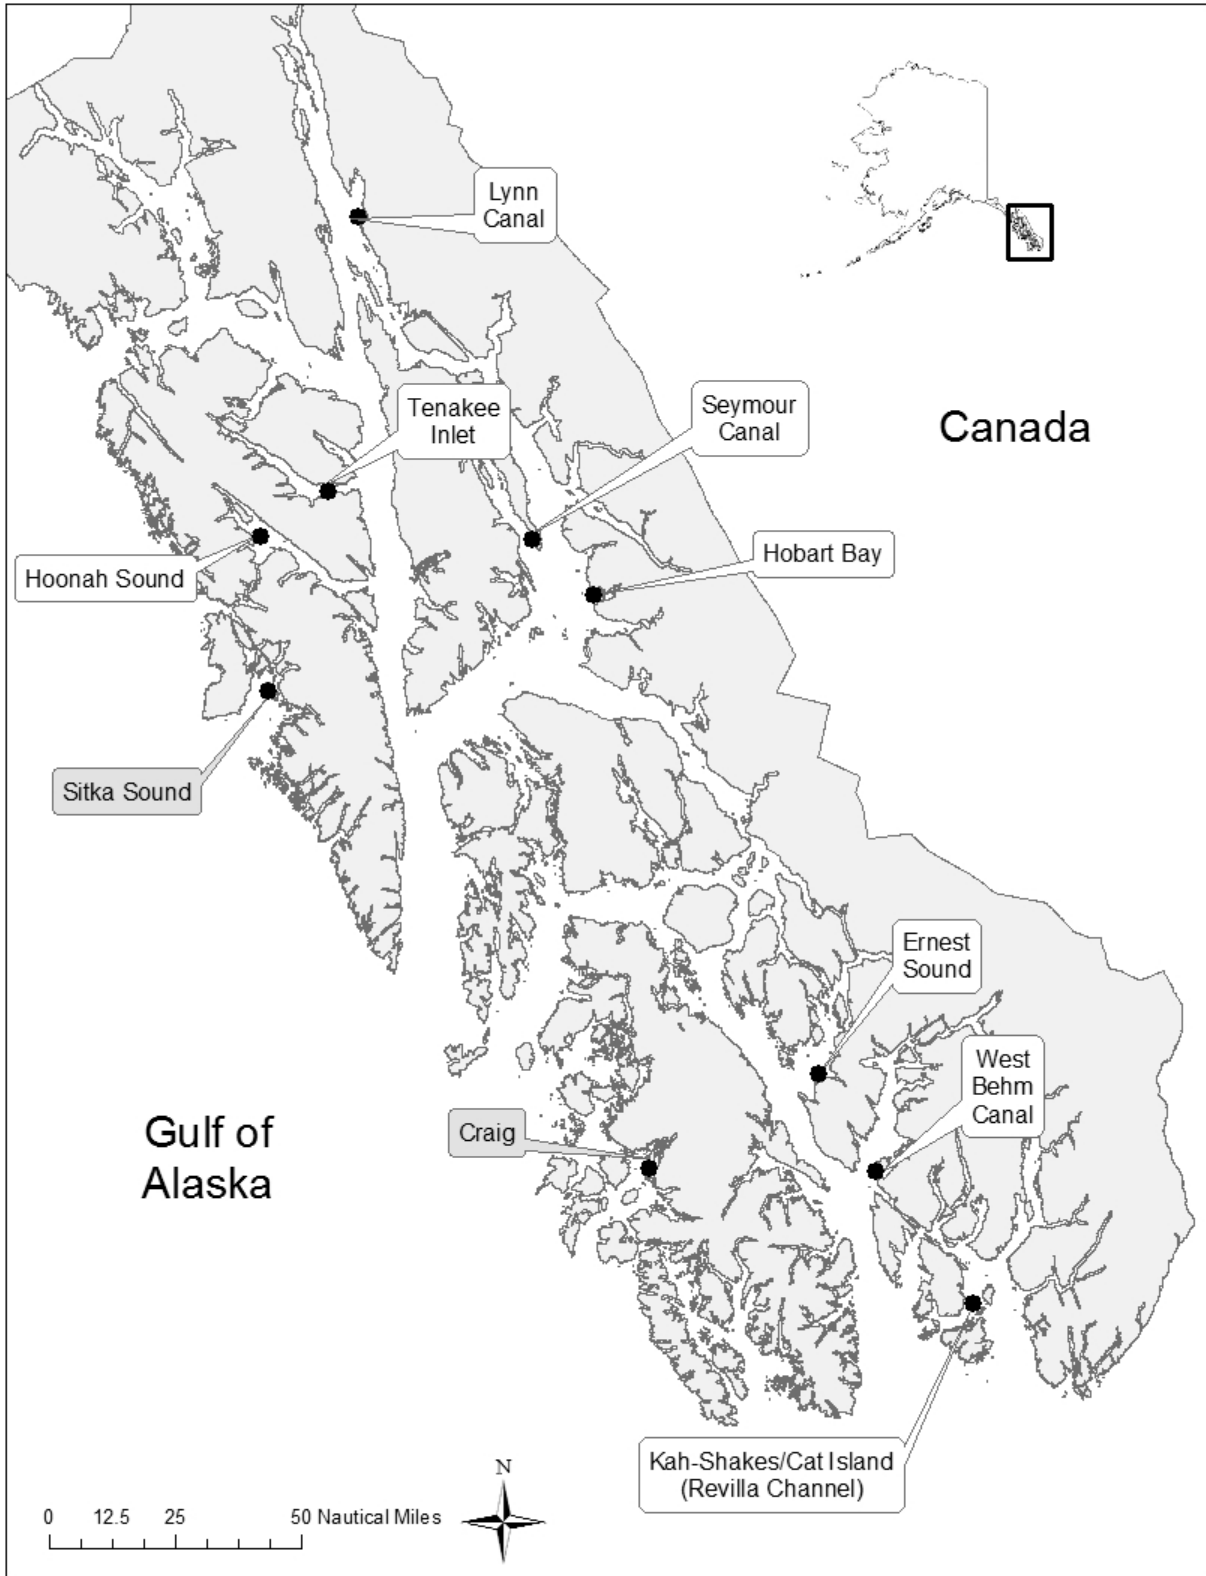 Lynn
Canal
Tenakee
Inlet
Seymour
Canal
Canada
Hoonah Sound
Hobart Bay
Sitka Sound
Ernest
Sound
West
Behm
Canal
Craig
Gulf of
Alaska
Kah-Shakes/Cat Island
(Revilla Channel)
N
0 12.5 25 50 Nautical Miles